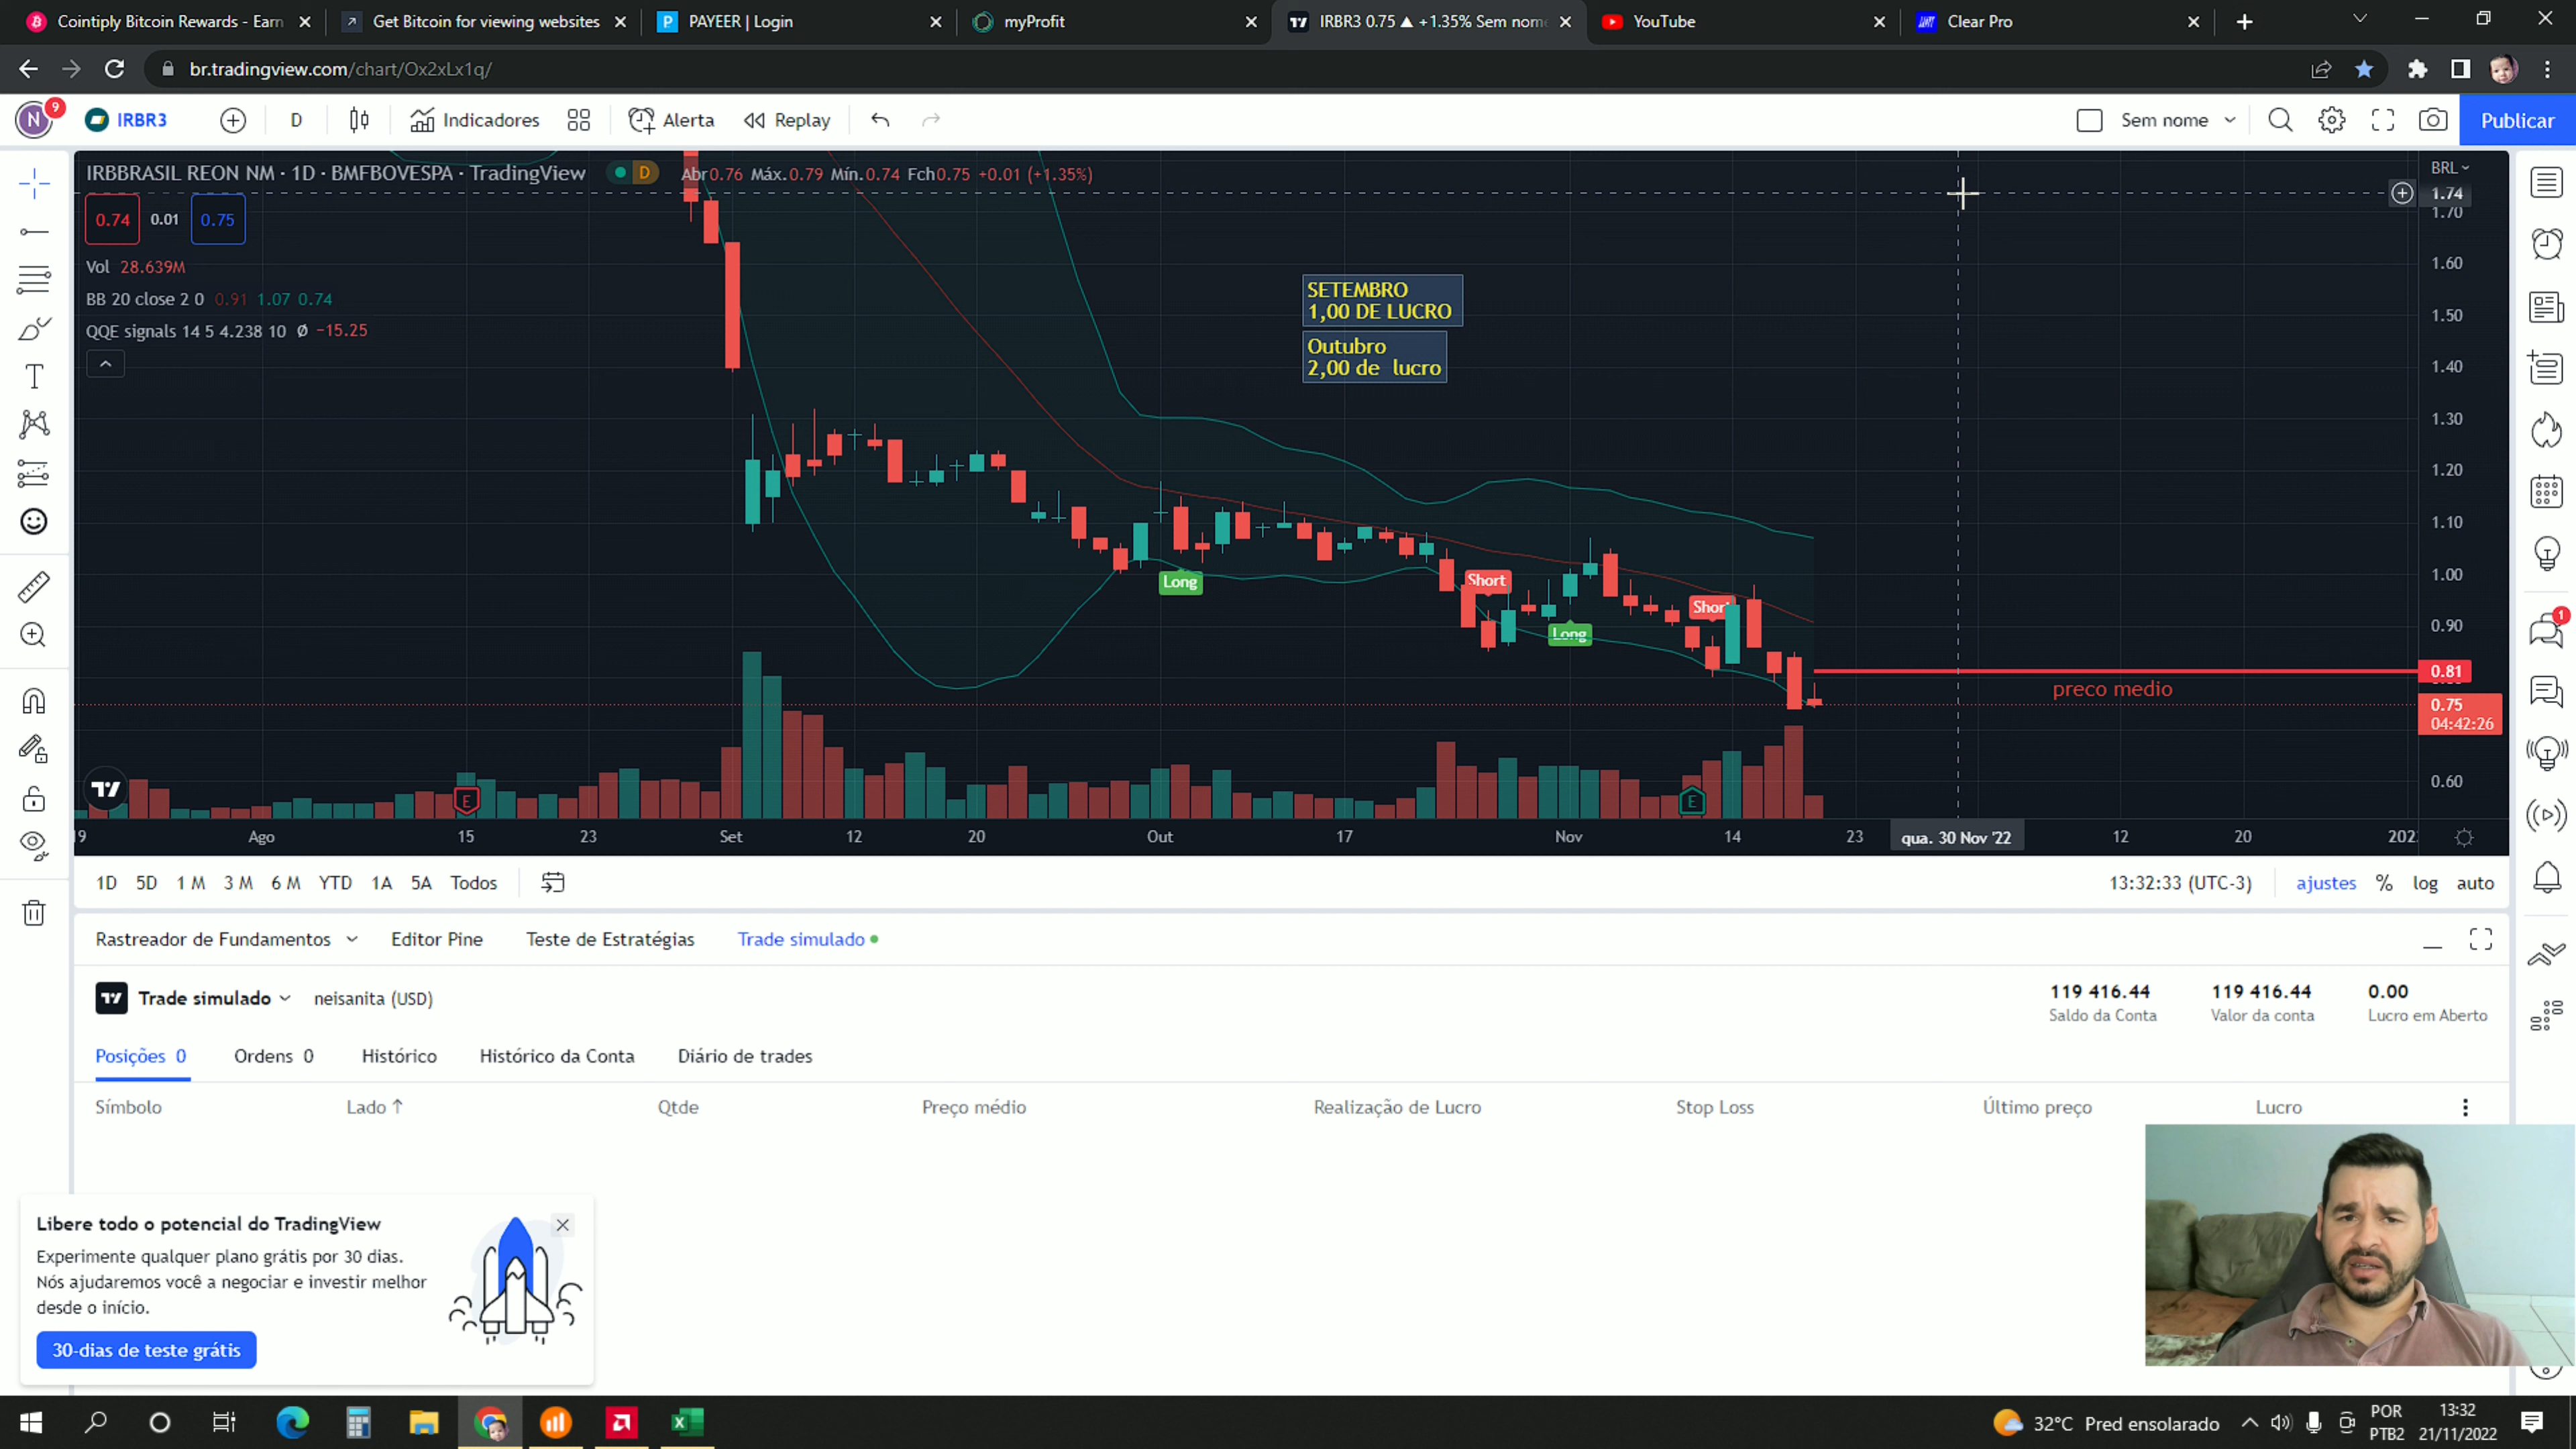 Cointiply Bitcoin Rewards - Earn
Get Bitcoin for viewing websites
PAYEER | Login
myProfit
IRBR3 0.75 ▲ +1.35% Sem nome
YouTube
Clear Pro
br.tradingview.com/chart/Ox2xLx1q/
N 9
IRBR3
D
Indicadores
Alerta
Replay
Sem nome
Publicar
IRBBRASIL REON NM · 1D · BMFBOVESPA · TradingView
D
Abr0.76 Máx.0.79 Mín.0.74 Fch0.75 +0.01 (+1.35%)
BRL
0.74 0.01 0.75
Vol 28.639M
BB 20 close 2 0 0.91 1.07 0.74
QQE signals 14 5 4.238 10 Ø −15.25
SETEMBRO
1,00 DE LUCRO
Outubro
2,00 de lucro
1.74
1.70
1.60
1.50
1.40
1.30
1.20
1.10
1.00
0.90
0.81
0.75
04:42:26
0.60
Long
Short
Long
Short
preco medio
E
E
1
19 Ago 15 23 Set 12 20 Out 17 Nov 14 23 qua. 30 Nov '22 12 20 202
1D 5D 1 M 3 M 6 M YTD 1A 5A Todos
13:32:33 (UTC-3) ajustes % log auto
Rastreador de Fundamentos Editor Pine Teste de Estratégias Trade simulado
Trade simulado neisanita (USD)
119 416.44 119 416.44 0.00
Saldo da Conta Valor da conta Lucro em Aberto
Posições 0 Ordens 0 Histórico Histórico da Conta Diário de trades
Símbolo Lado ↑ Qtde Preço médio Realização de Lucro Stop Loss Último preço Lucro
Libere todo o potencial do TradingView
Experimente qualquer plano grátis por 30 dias.
Nós ajudaremos você a negociar e investir melhor
desde o início.
30-dias de teste grátis
32°C Pred ensolarado
POR
PTB2
13:32
21/11/2022